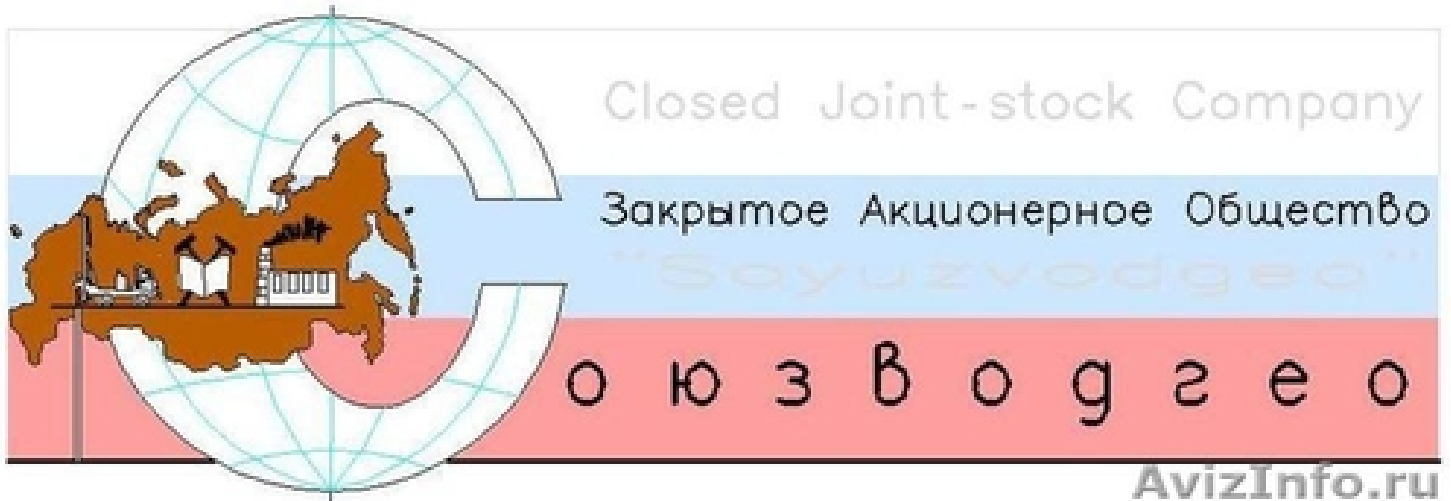 Closed Joint-stock Company
Закрытое Акционерное Общество
"Soyuzvodgeo"
Союзводгео
AvizInfo.ru